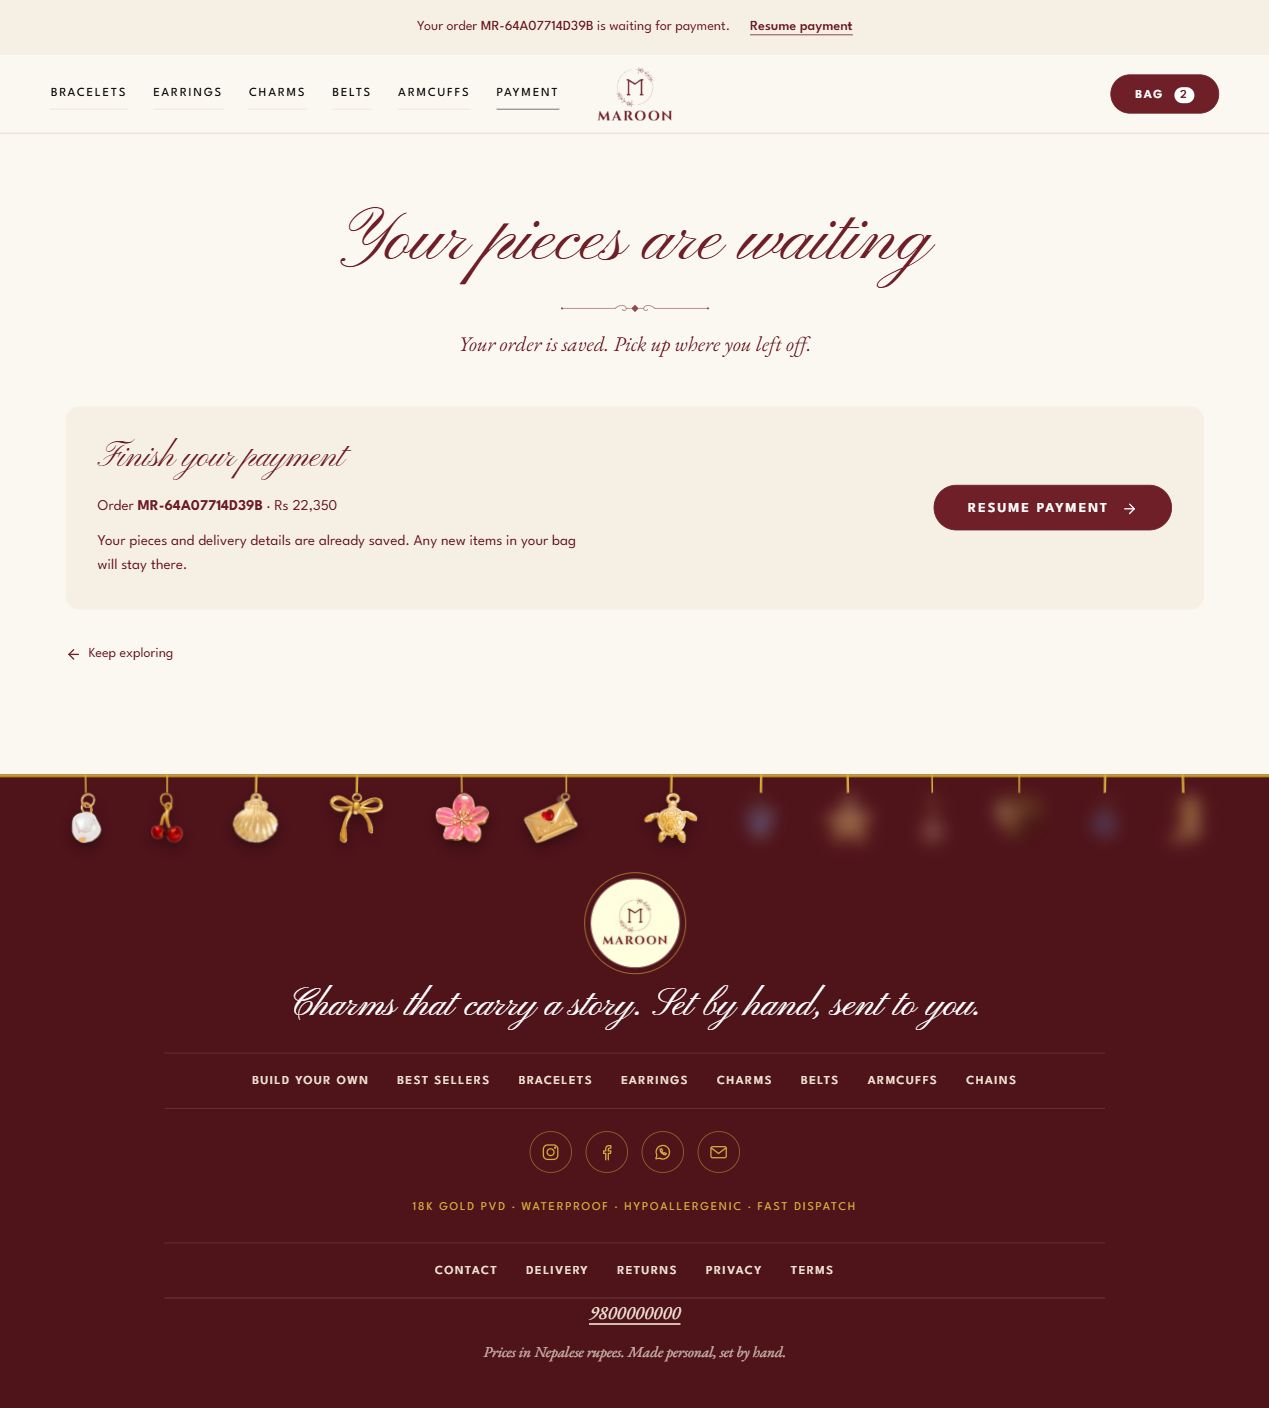 Your order MR-64A07714D39B is waiting for payment. Resume payment
BRACELETS EARRINGS CHARMS BELTS ARMCUFFS PAYMENT
M
MAROON
BAG 2
Your pieces are waiting
Your order is saved. Pick up where you left off.
Finish your payment
Order MR-64A07714D39B · Rs 22,350
Your pieces and delivery details are already saved. Any new items in your bag
will stay there.
RESUME PAYMENT →
← Keep exploring
M
MAROON
Charms that carry a story. Set by hand, sent to you.
BUILD YOUR OWN BEST SELLERS BRACELETS EARRINGS CHARMS BELTS ARMCUFFS CHAINS
18K GOLD PVD · WATERPROOF · HYPOALLERGENIC · FAST DISPATCH
CONTACT DELIVERY RETURNS PRIVACY TERMS
9800000000
Prices in Nepalese rupees. Made personal, set by hand.